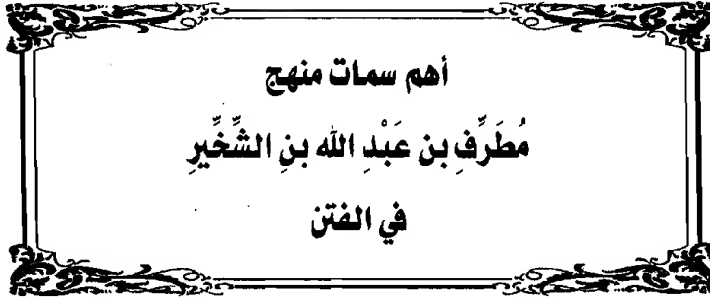 أهم سمات منهج
مُطَرِّفِ بن عَبْدِ الله بنِ الشِّخِّيرِ
في الفتن